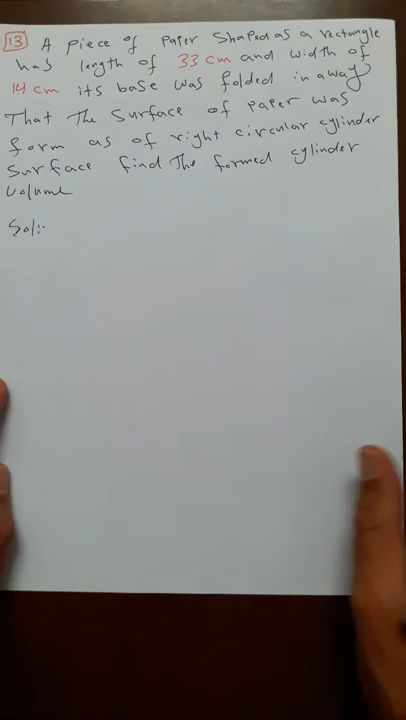 13 A piece of Paper Shaped as a rectangle
has length of 33 cm and width of
14 cm its base was folded in away
That The Surface of paper was
form as of right circular cylinder
Surface find The formed cylinder
Volume
Sol: